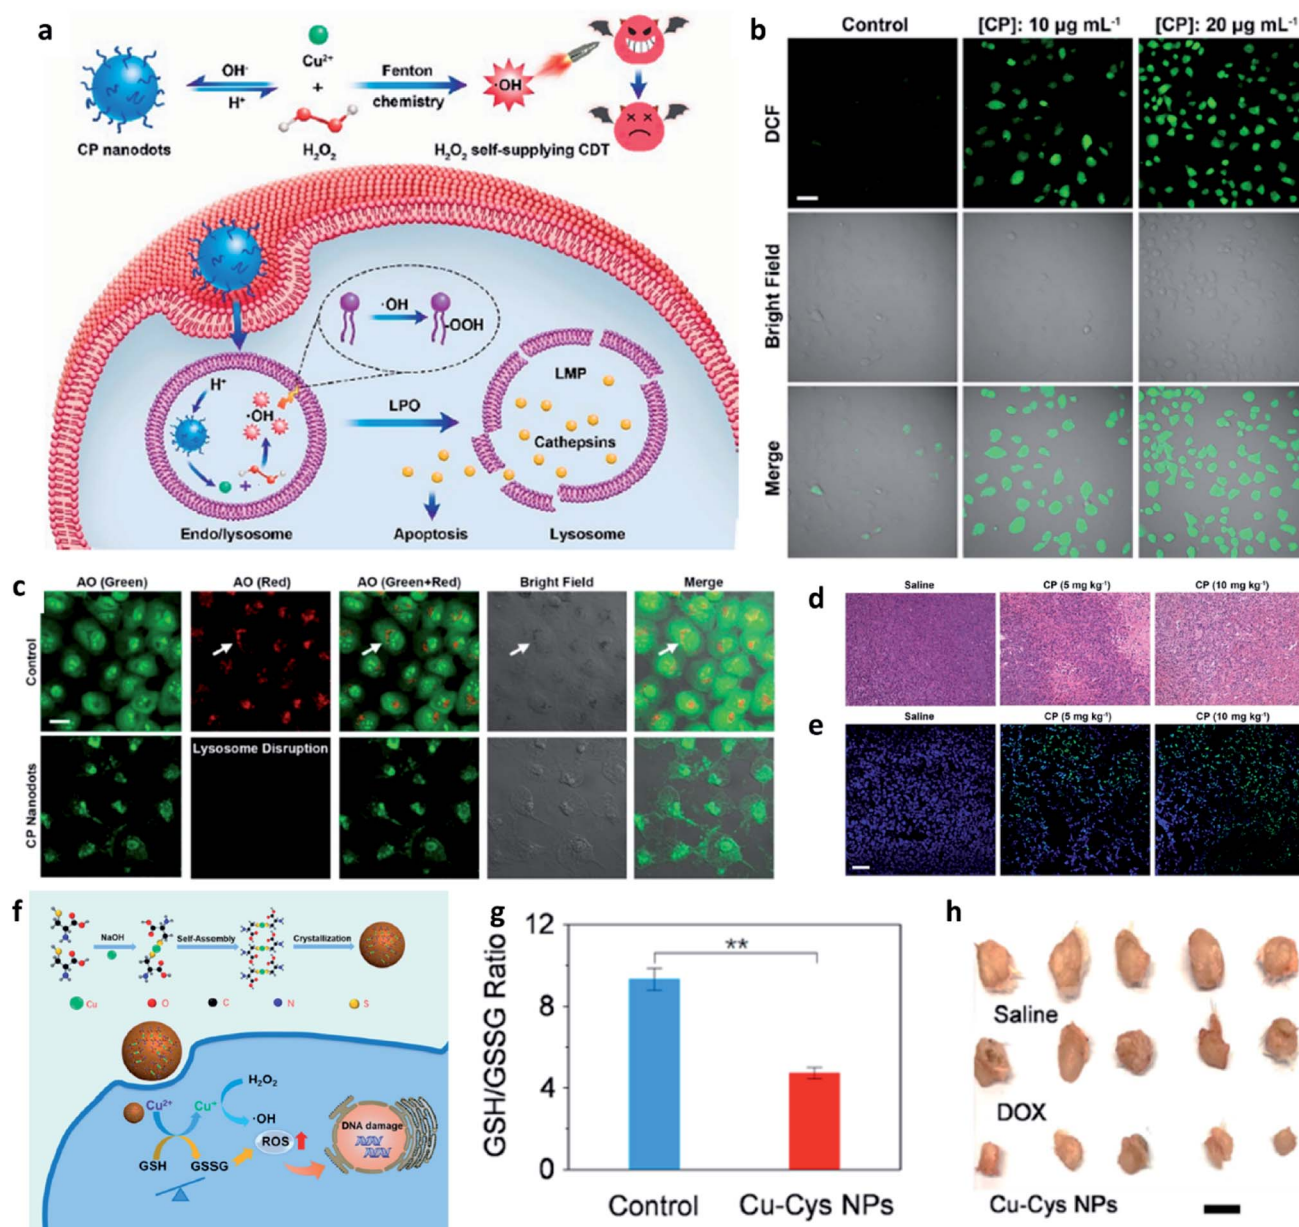 a
CP nanodots
OH⁻
H⁺
Cu²⁺
+
H₂O₂
Fenton
chemistry
·OH
H₂O₂ self-supplying CDT
·OH
-OOH
H⁺
·OH
+
LPO
LMP
Cathepsins
Endo/lysosome
Apoptosis
Lysosome
b
Control
[CP]: 10 µg mL⁻¹
[CP]: 20 µg mL⁻¹
DCF
Bright Field
Merge
c
AO (Green)
AO (Red)
AO (Green+Red)
Bright Field
Merge
Control
CP Nanodots
Lysosome Disruption
d
Saline
CP (5 mg kg⁻¹)
CP (10 mg kg⁻¹)
e
Saline
CP (5 mg kg⁻¹)
CP (10 mg kg⁻¹)
f
NaOH
Self-Assembly
Crystallization
Cu
O
C
N
S
H₂O₂
Cu²⁺
Cu⁺
·OH
ROS
GSH
GSSG
DNA damage
g
GSH/GSSG Ratio
12
8
4
0
**
Control
Cu-Cys NPs
h
Saline
DOX
Cu-Cys NPs